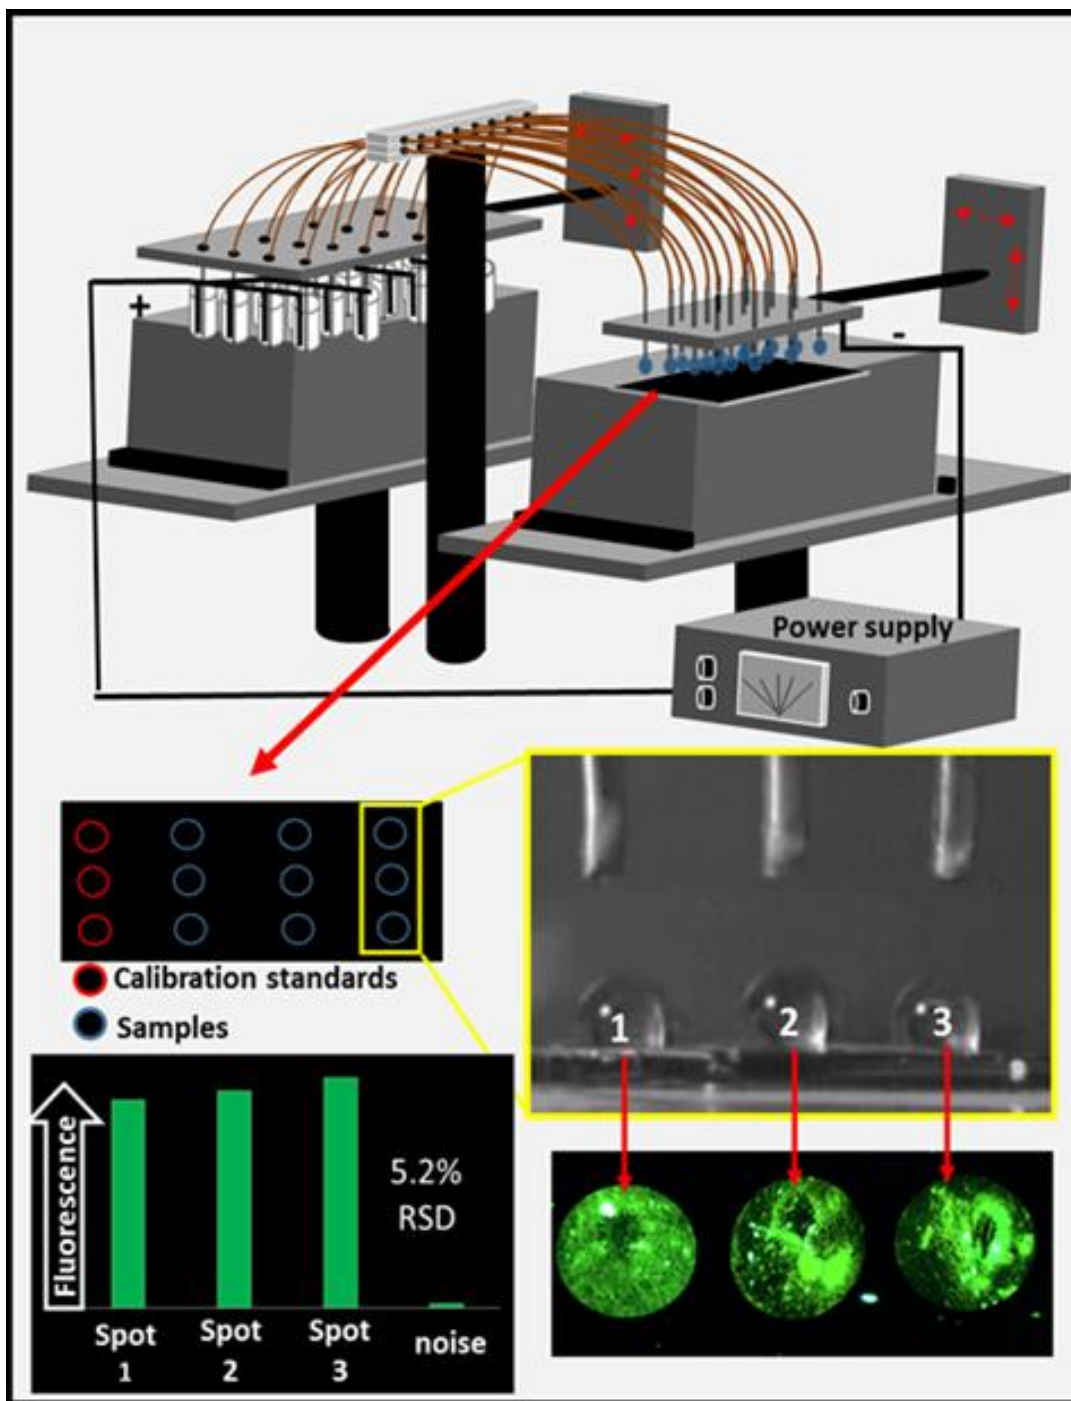 +
-
Power supply
Calibration standards
Samples
1 2 3
Fluorescence
5.2%
RSD
Spot
1
Spot
2
Spot
3
noise